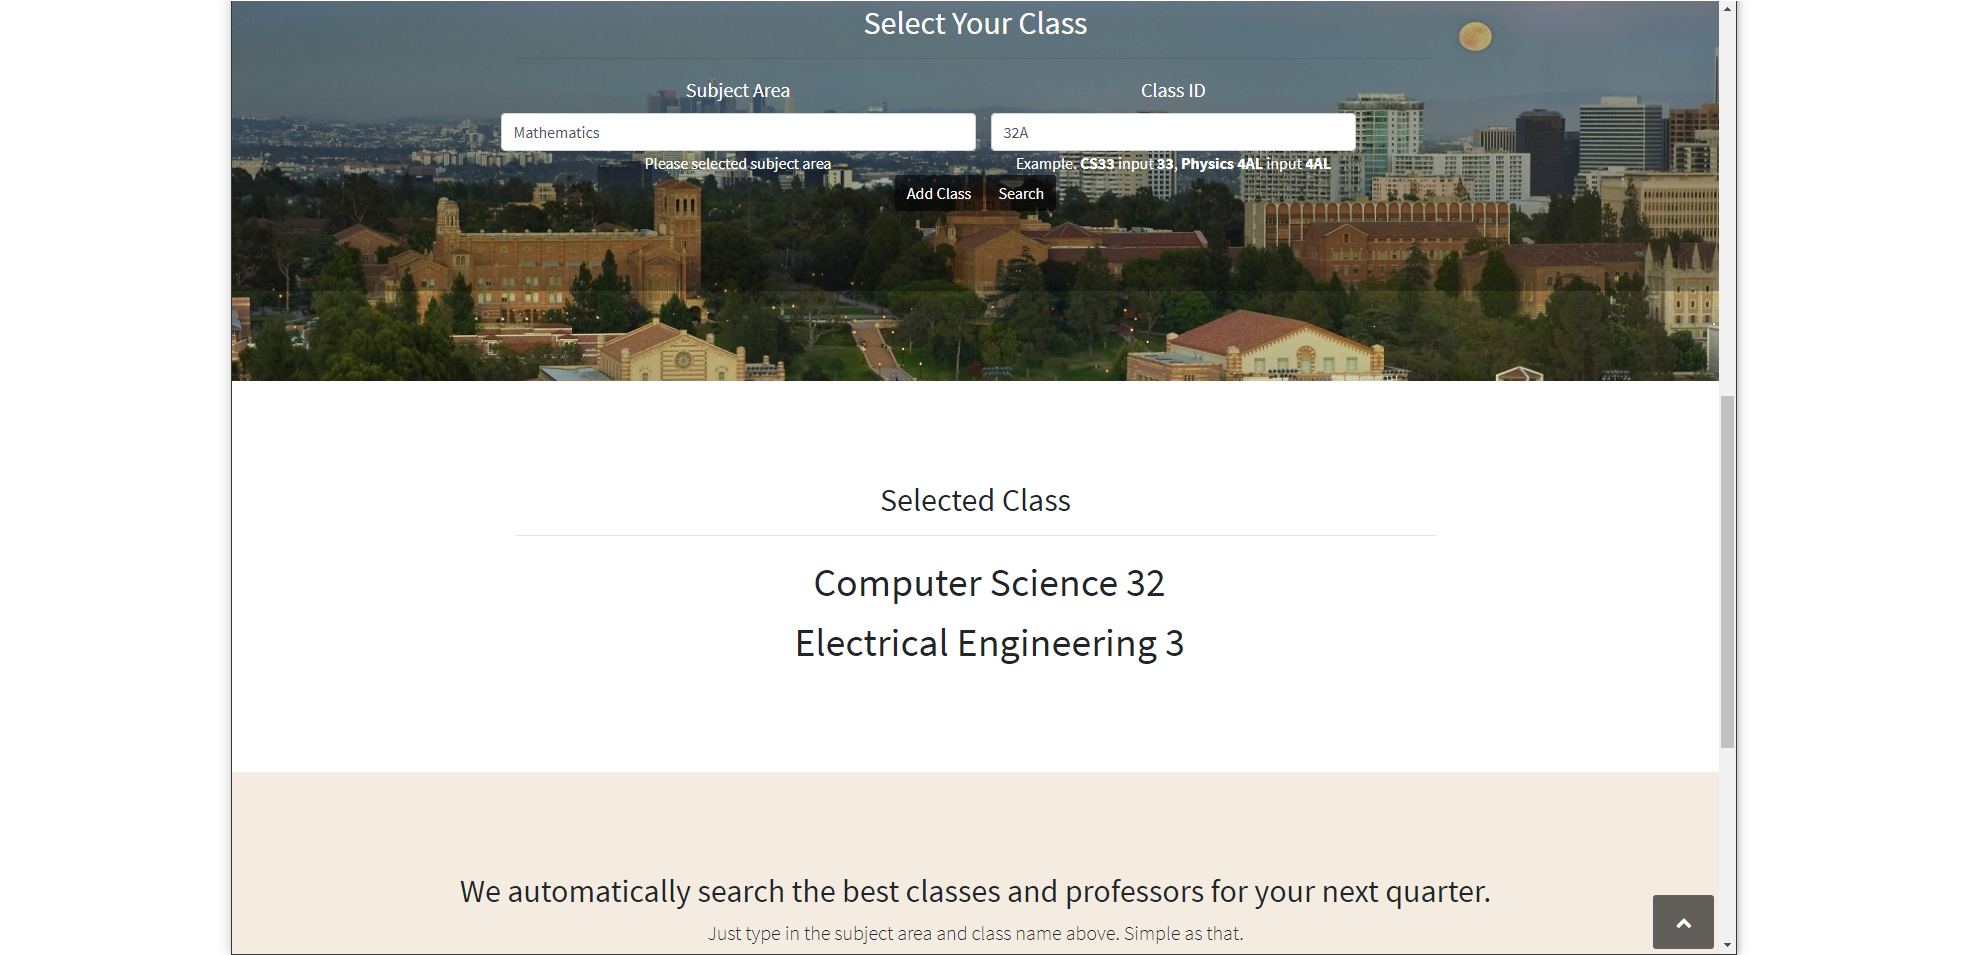 Select Your Class
Subject Area
Class ID
Mathematics
32A
Please selected subject area
Example. CS33 input 33, Physics 4AL input 4AL
Add Class
Search
Selected Class
Computer Science 32
Electrical Engineering 3
We automatically search the best classes and professors for your next quarter.
Just type in the subject area and class name above. Simple as that.